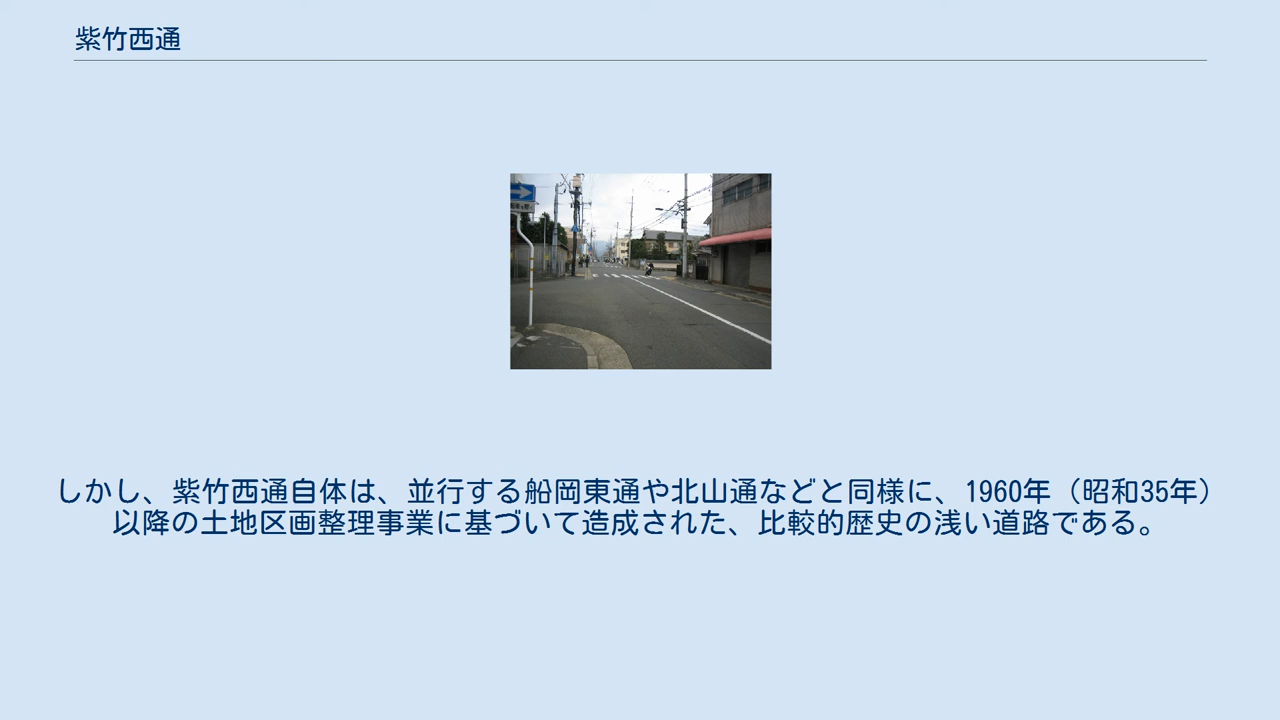 紫竹西通
しかし、紫竹西通自体は、並行する船岡東通や北山通などと同様に、1960年（昭和35年）
以降の土地区画整理事業に基づいて造成された、比較的歴史の浅い道路である。